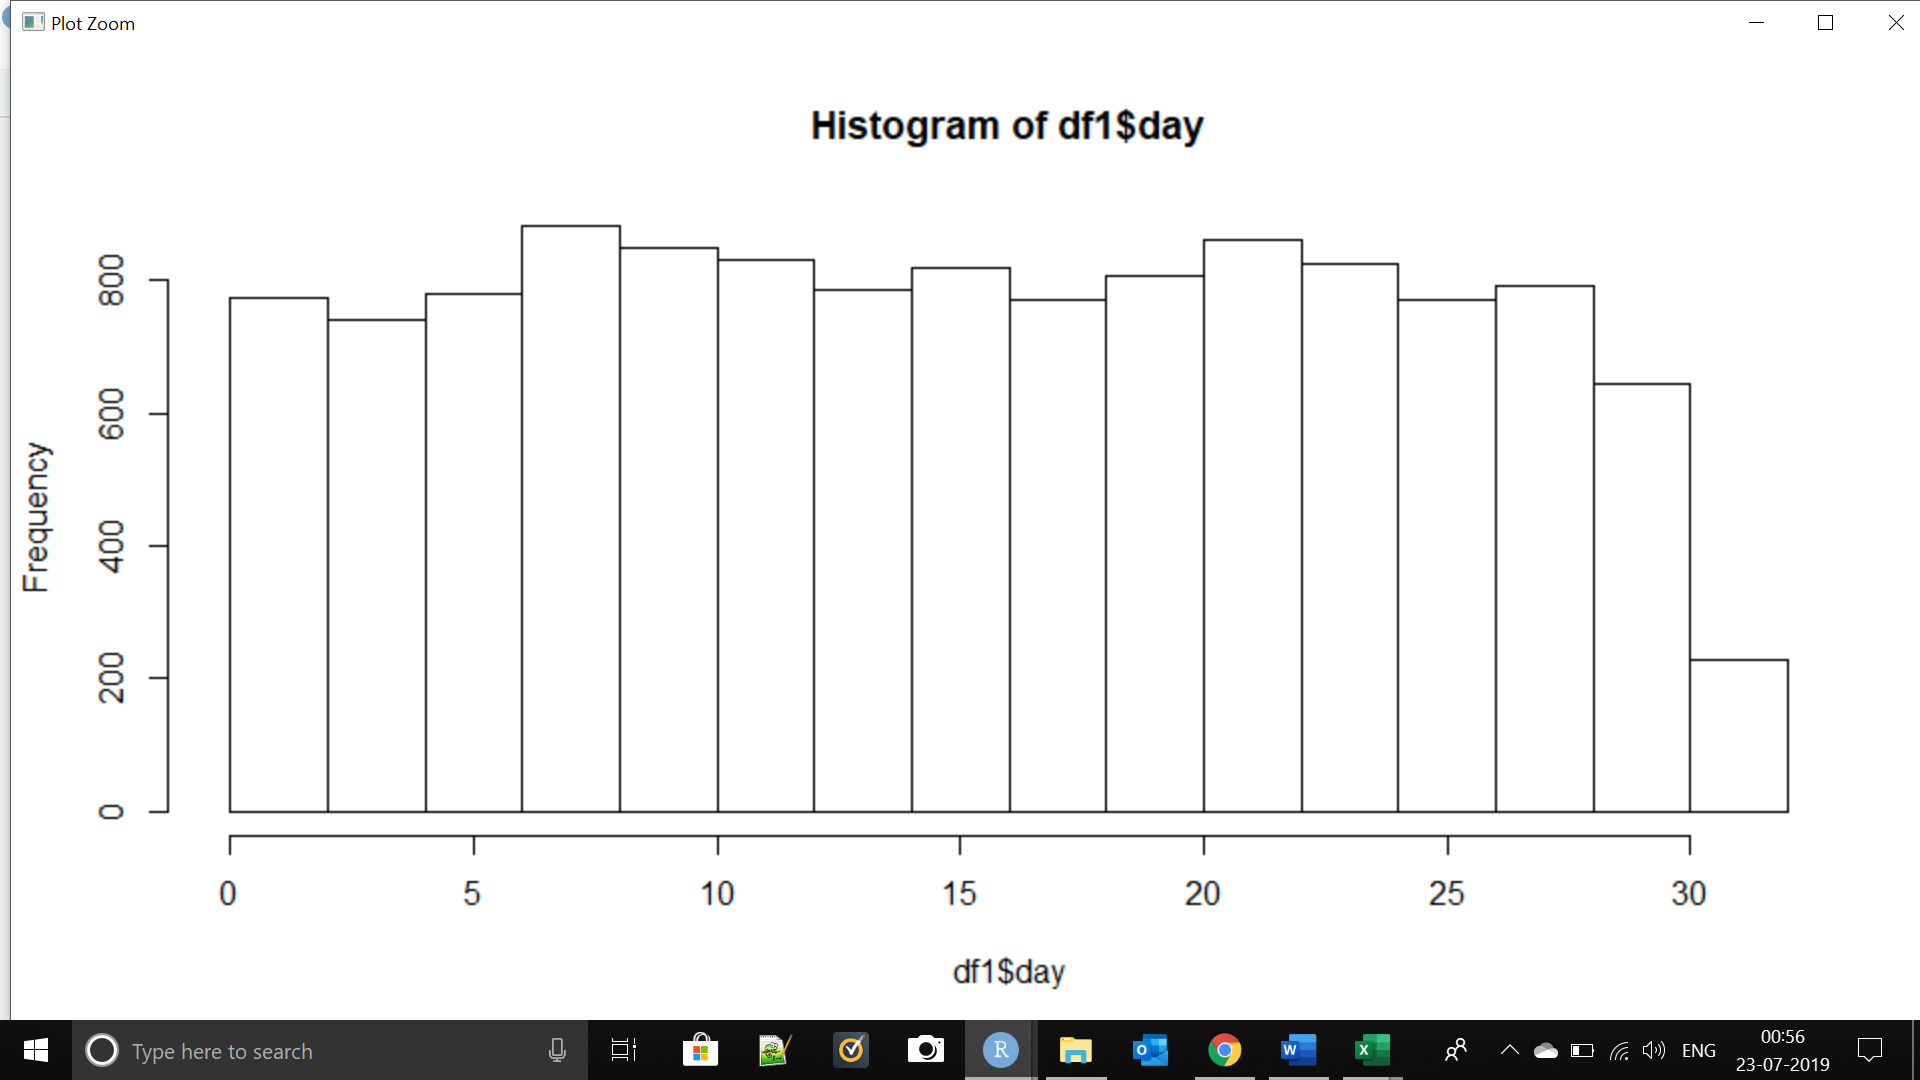 Plot Zoom
Histogram of df1$day
Frequency
800
600
400
200
0
0 5 10 15 20 25 30
df1$day
Type here to search
R
O
W
X
ENG
00:56
23-07-2019